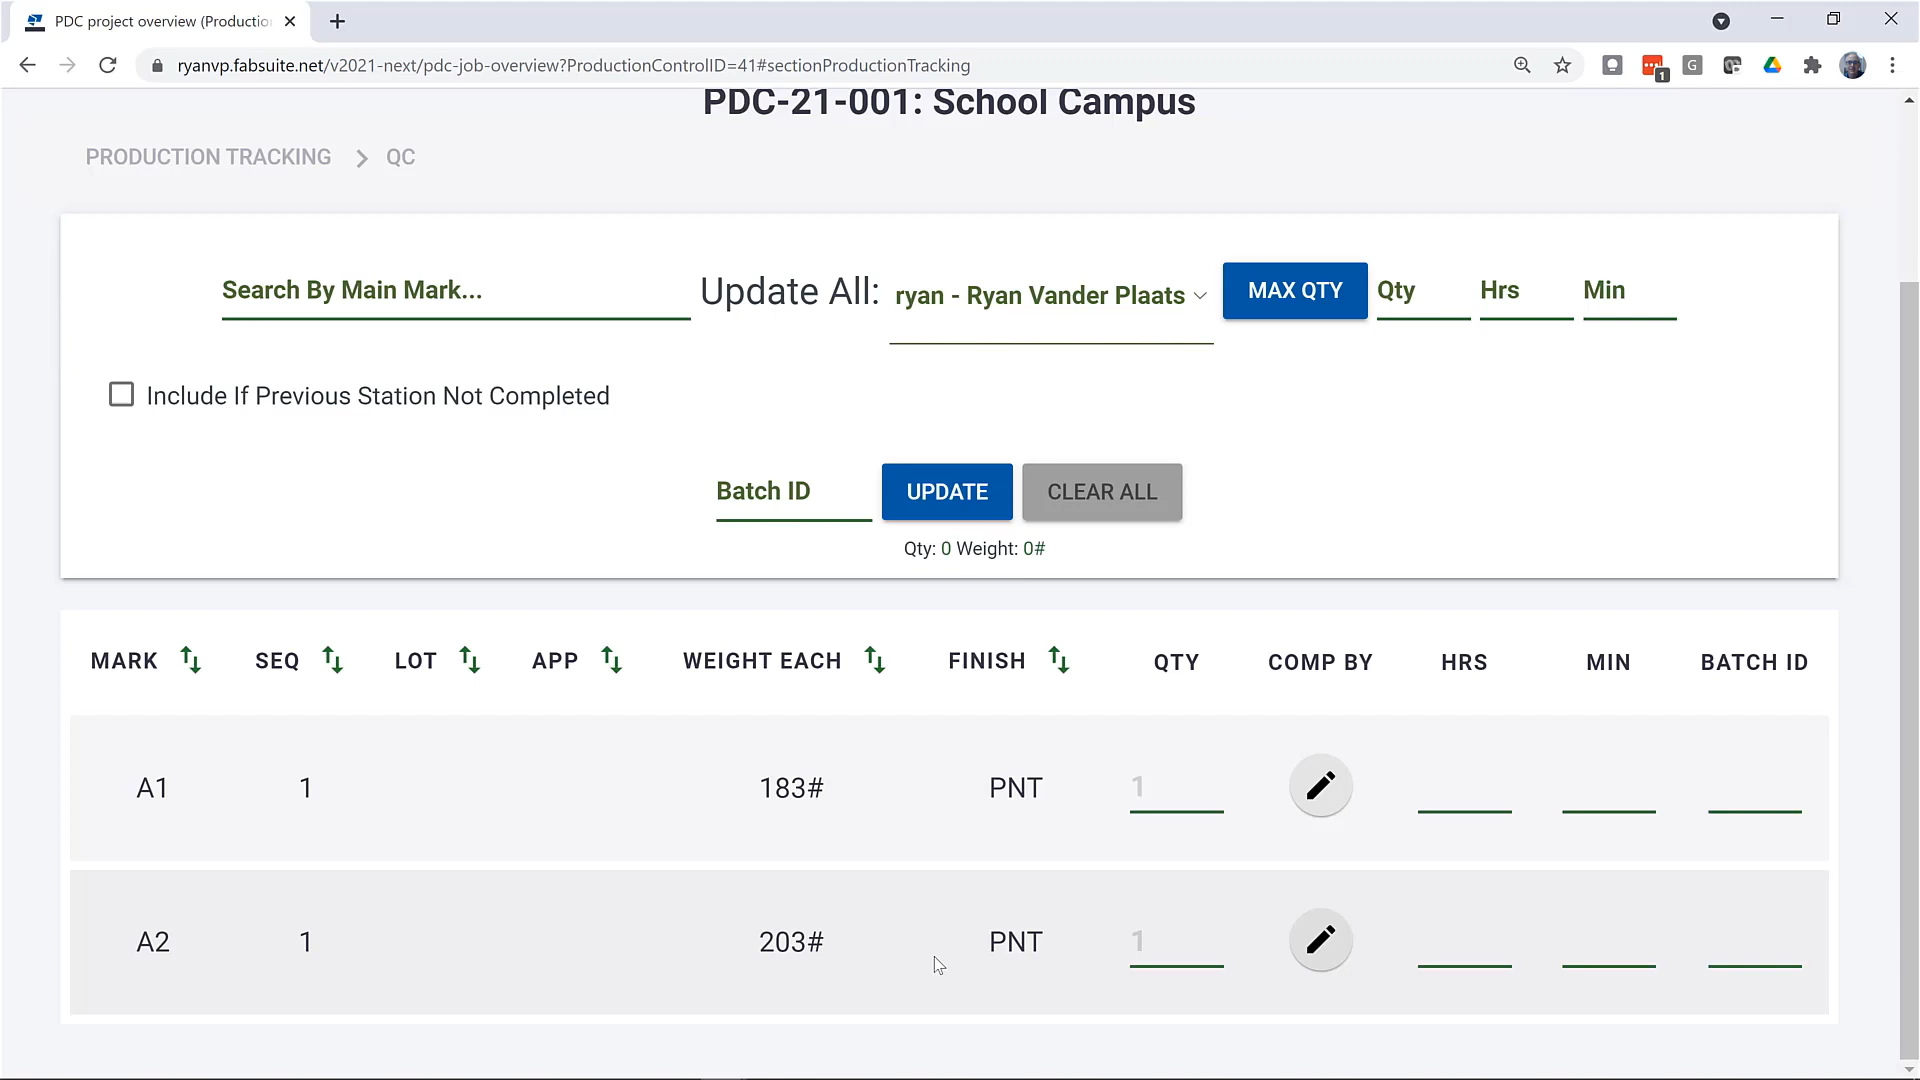 PDC project overview (Productio
ryanvp.fabsuite.net/v2021-next/pdc-job-overview?ProductionControlID=41#sectionProductionTracking
1
G
PDC-21-001: School Campus
PRODUCTION TRACKING > QC
Search By Main Mark... Update All: ryan - Ryan Vander Plaats MAX QTY Qty Hrs Min
Include If Previous Station Not Completed
Batch ID UPDATE CLEAR ALL
Qty: 0 Weight: 0#
MARK SEQ LOT APP WEIGHT EACH FINISH QTY COMP BY HRS MIN BATCH ID
A1 1 183# PNT 1
A2 1 203# PNT 1